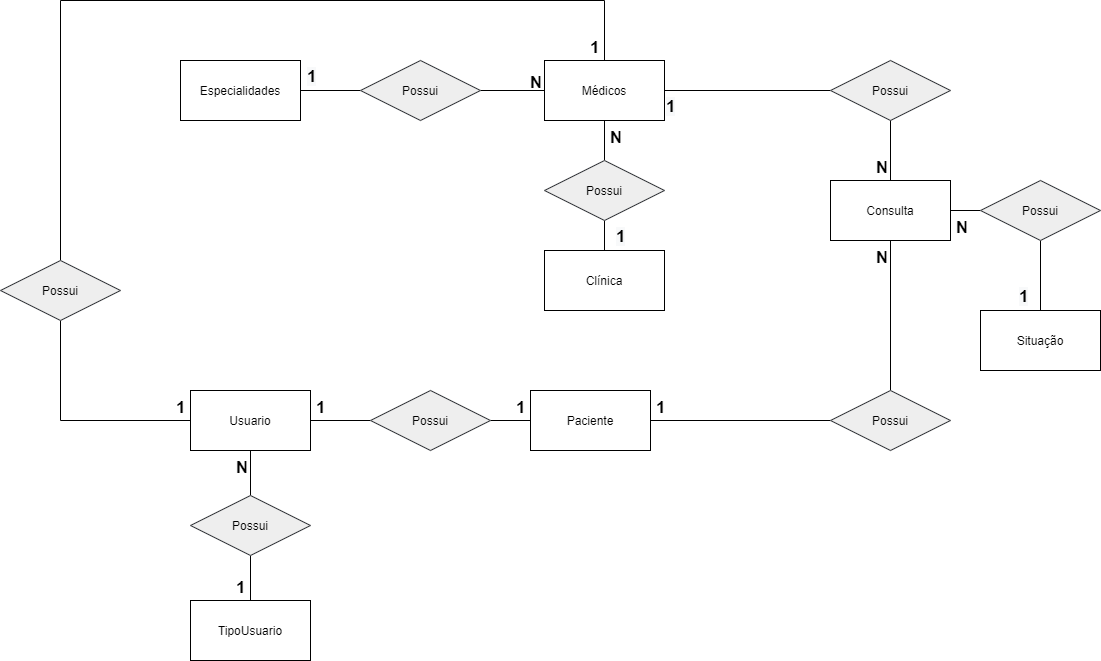 1
Especialidades
1
Possui
N
Médicos
1
Possui
N
Possui
1
Clínica
N
Consulta
N
Possui
N
1
Situação
Possui
1
Usuario
1
Possui
1
Paciente
1
Possui
N
Possui
1
TipoUsuario